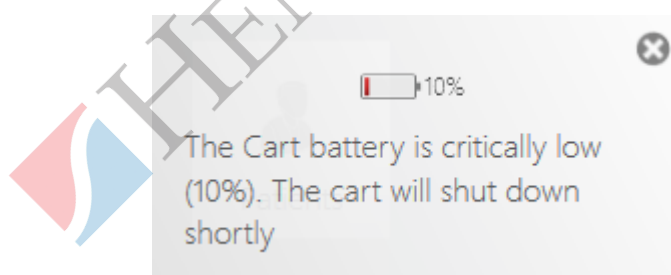 10%
The Cart battery is critically low
(10%). The cart will shut down
shortly